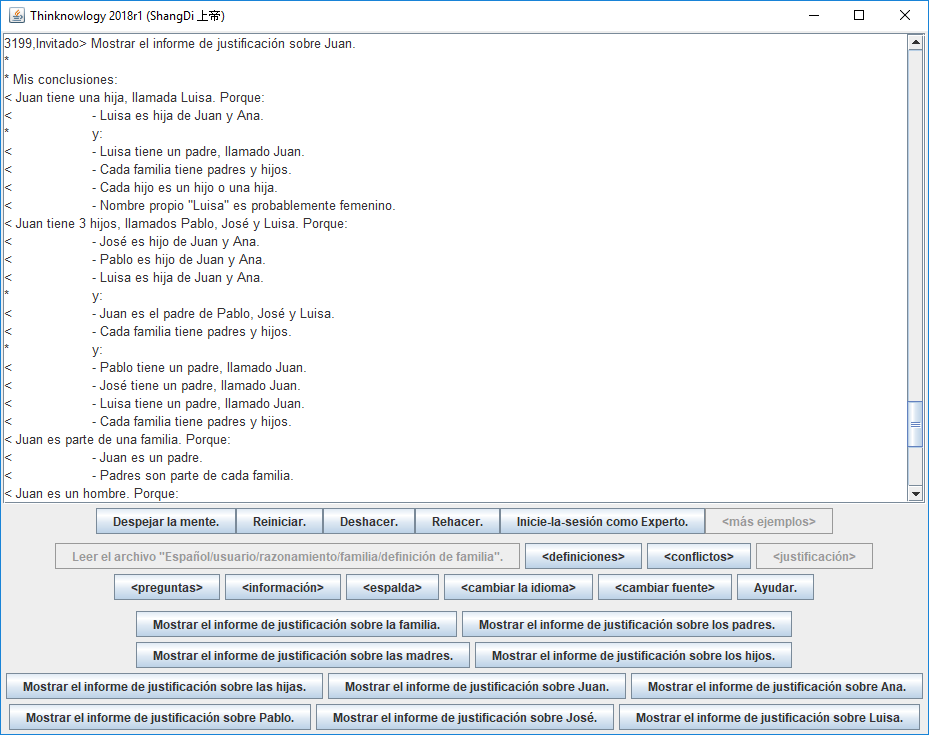 Thinknowlogy 2018r1 (ShangDi 上帝)
3199,Invitado> Mostrar el informe de justificación sobre Juan.
*
* Mis conclusiones:
< Juan tiene una hija, llamada Luisa. Porque:
< - Luisa es hija de Juan y Ana.
* y:
< - Luisa tiene un padre, llamado Juan.
< - Cada familia tiene padres y hijos.
< - Cada hijo es un hijo o una hija.
< - Nombre propio "Luisa" es probablemente femenino.
< Juan tiene 3 hijos, llamados Pablo, José y Luisa. Porque:
< - José es hijo de Juan y Ana.
< - Pablo es hijo de Juan y Ana.
< - Luisa es hija de Juan y Ana.
* y:
< - Juan es el padre de Pablo, José y Luisa.
< - Cada familia tiene padres y hijos.
* y:
< - Pablo tiene un padre, llamado Juan.
< - José tiene un padre, llamado Juan.
< - Luisa tiene un padre, llamado Juan.
< - Cada familia tiene padres y hijos.
< Juan es parte de una familia. Porque:
< - Juan es un padre.
< - Padres son parte de cada familia.
< Juan es un hombre. Porque:
Despejar la mente. Reiniciar. Deshacer. Rehacer. Inicie-la-sesión como Experto. <más ejemplos>
Leer el archivo "Español/usuario/razonamiento/familia/definición de familia". <definiciones> <conflictos> <justificación>
<preguntas> <información> <espalda> <cambiar la idioma> <cambiar fuente> Ayudar.
Mostrar el informe de justificación sobre la familia. Mostrar el informe de justificación sobre los padres.
Mostrar el informe de justificación sobre las madres. Mostrar el informe de justificación sobre los hijos.
Mostrar el informe de justificación sobre las hijas. Mostrar el informe de justificación sobre Juan. Mostrar el informe de justificación sobre Ana.
Mostrar el informe de justificación sobre Pablo. Mostrar el informe de justificación sobre José. Mostrar el informe de justificación sobre Luisa.